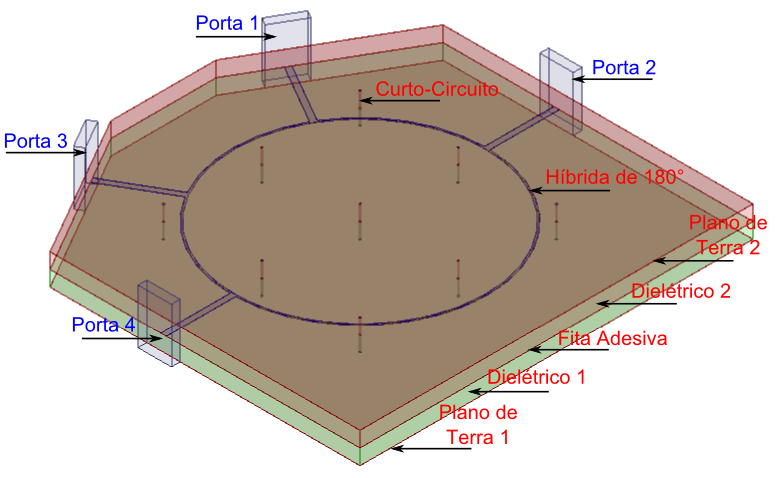 Porta 1
Porta 2
Curto-Circuito
Porta 3
Híbrida de 180°
Plano de
Terra 2
Dielétrico 2
Porta 4
Fita Adesiva
Dielétrico 1
Plano de
Terra 1